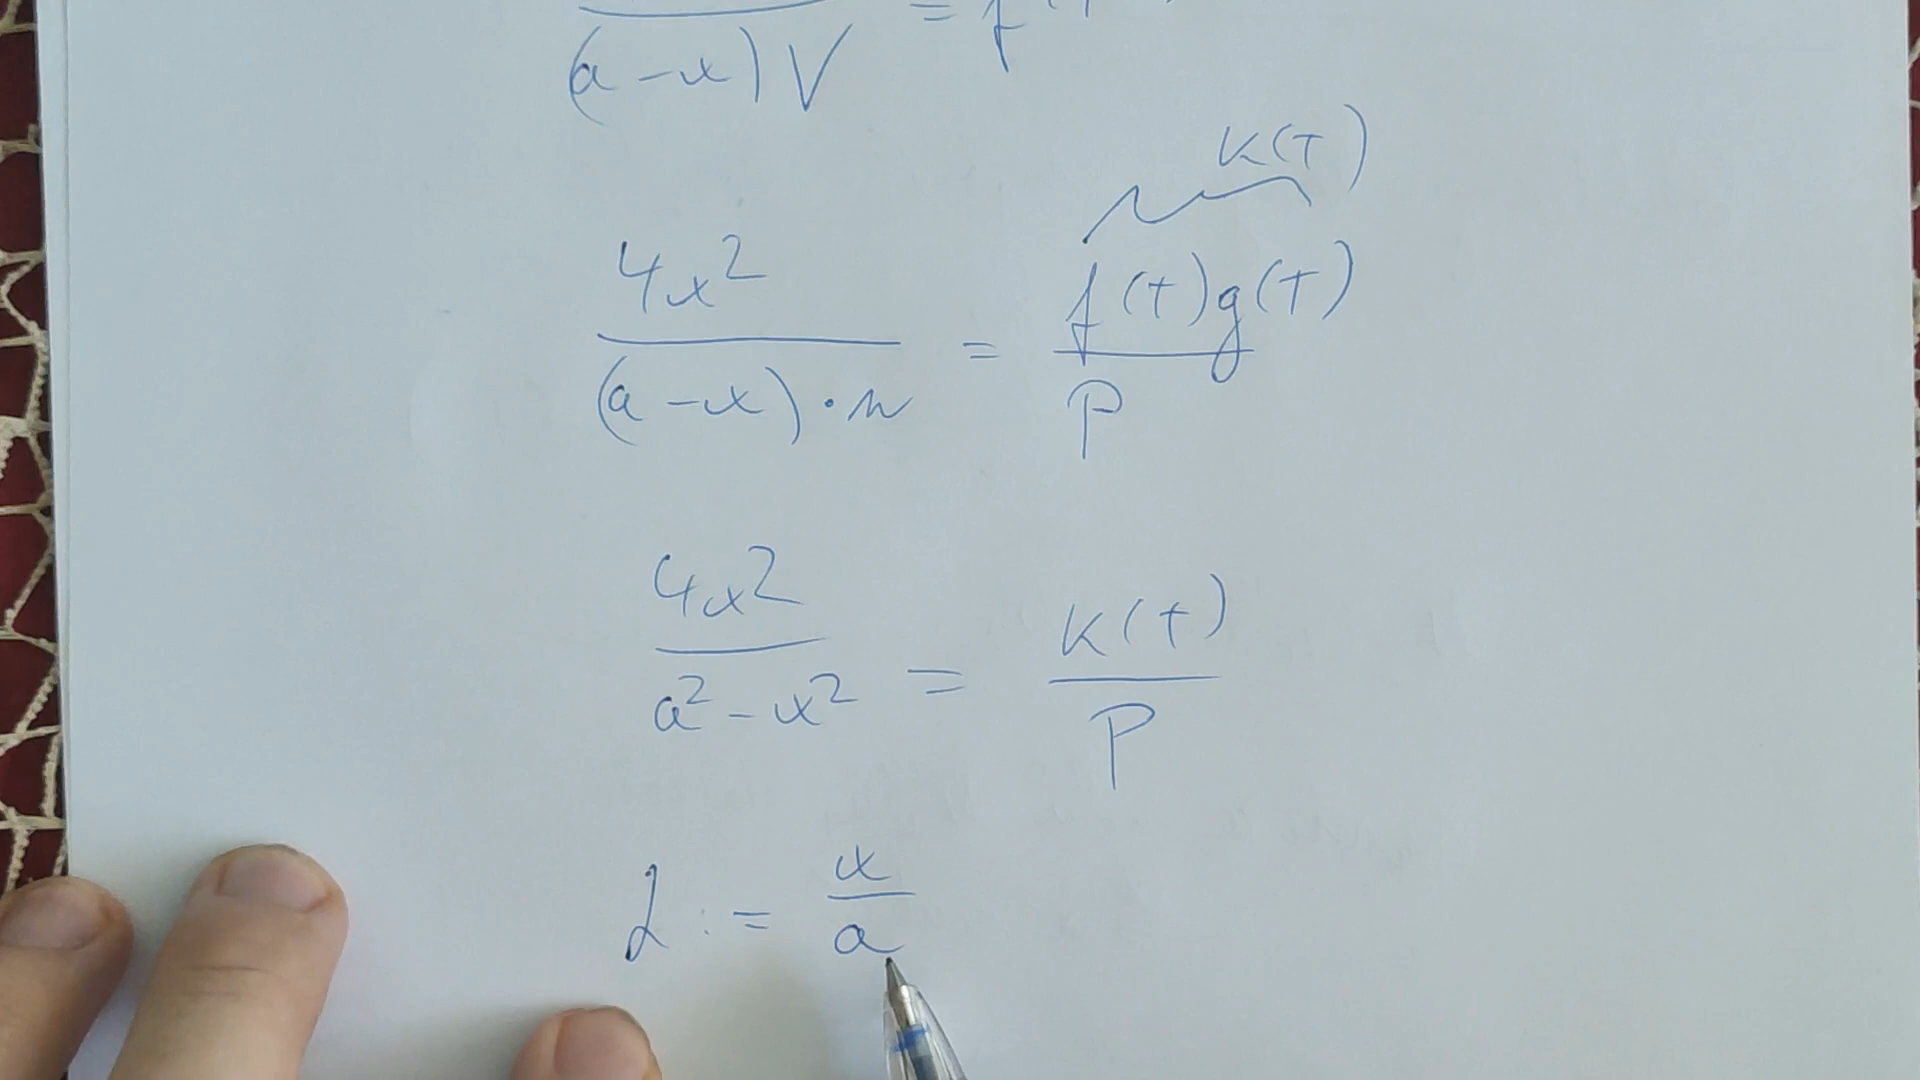 (a-x)V = f(T
K(T)
4x² / (a-x)·n = f(T)g(T) / P
4x² / a²-x² = K(T) / P
α := x / a